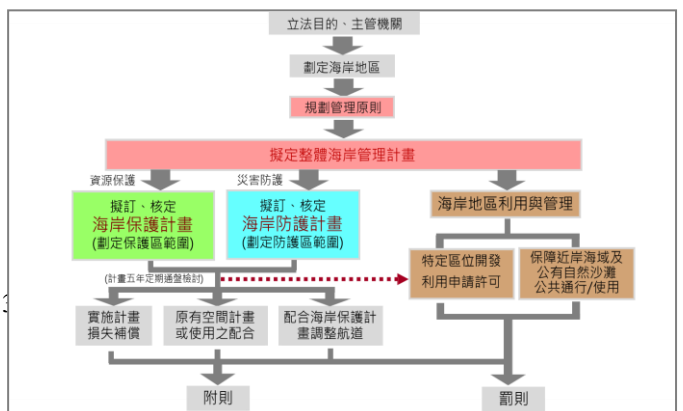 立法目的、主管機關
劃定海岸地區
規劃管理原則
擬定整體海岸管理計畫
資源保護
災害防護
擬訂、核定
海岸保護計畫
(劃定保護區範圍)
擬訂、核定
海岸防護計畫
(劃定防護區範圍)
海岸地區利用與管理
(計畫五年定期通盤檢討)
特定區位開發
利用申請許可
保障近岸海域及
公有自然沙灘
公共通行/使用
實施計畫
損失補償
原有空間計畫
或使用之配合
配合海岸保護計
畫調整航道
附則
罰則